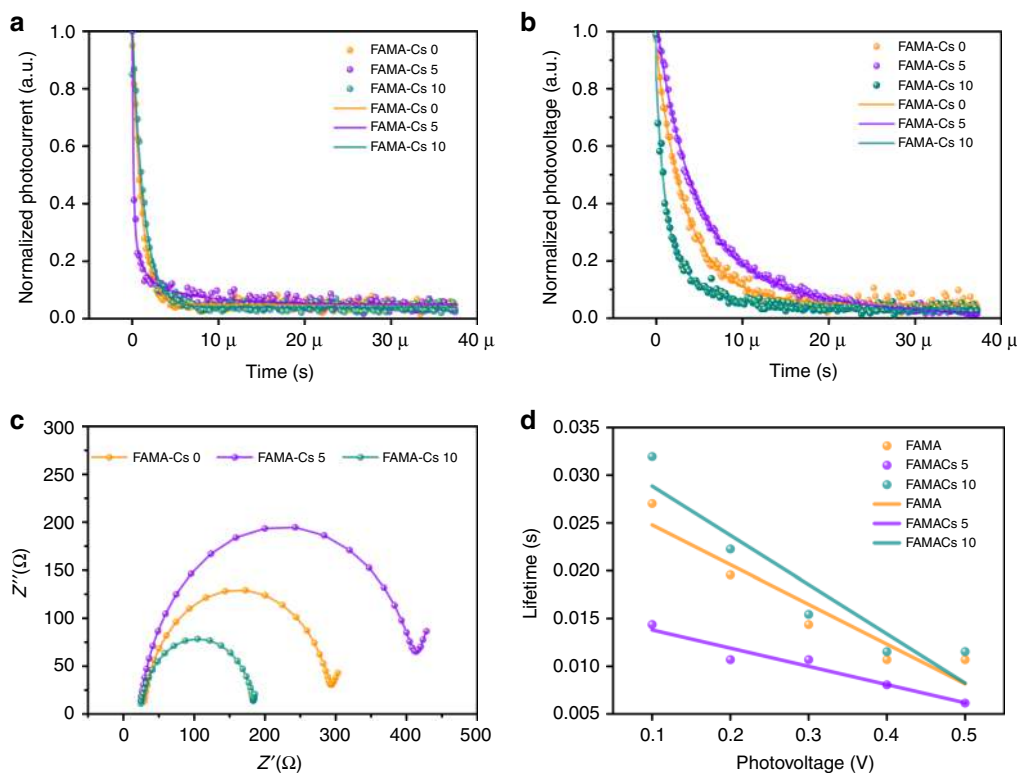 a
Normalized photocurrent (a.u.)
1.0
0.8
0.6
0.4
0.2
0.0
FAMA-Cs 0
FAMA-Cs 5
FAMA-Cs 10
FAMA-Cs 0
FAMA-Cs 5
FAMA-Cs 10
0 10 μ 20 μ 30 μ 40 μ
Time (s)
b
Normalized photovoltage (a.u.)
1.0
0.8
0.6
0.4
0.2
0.0
FAMA-Cs 0
FAMA-Cs 5
FAMA-Cs 10
FAMA-Cs 0
FAMA-Cs 5
FAMA-Cs 10
0 10 μ 20 μ 30 μ 40 μ
Time (s)
c
Z″(Ω)
300
250
200
150
100
50
0
FAMA-Cs 0 FAMA-Cs 5 FAMA-Cs 10
0 100 200 300 400 500
Z′(Ω)
d
Lifetime (s)
0.035
0.030
0.025
0.020
0.015
0.010
0.005
FAMA
FAMACs 5
FAMACs 10
FAMA
FAMACs 5
FAMACs 10
0.1 0.2 0.3 0.4 0.5
Photovoltage (V)